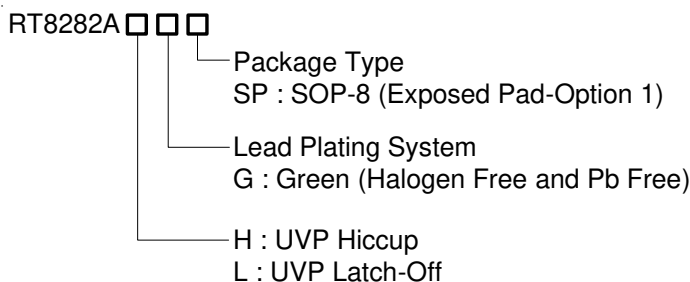 RT8282A
Package Type
SP : SOP-8 (Exposed Pad-Option 1)
Lead Plating System
G : Green (Halogen Free and Pb Free)
H : UVP Hiccup
L : UVP Latch-Off